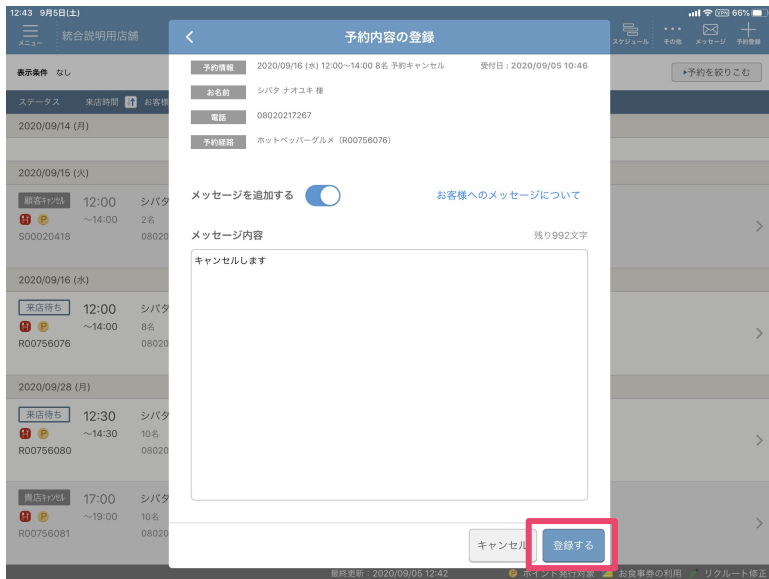 12:43 9月5日(土)
VPN 66%
メニュー
統合説明用店舗
予約内容の登録
スケジュール
その他
メッセージ
予約登録
表示条件 なし
▸予約を絞りこむ
ステータス 来店時間 お客様
2020/09/14 (月)
2020/09/15 (火)
顧客キャンセル 12:00 シバタ
P ～14:00 2名
S00020418 08020
2020/09/16 (水)
来店待ち 12:00 シバタ
P ～14:00 8名
R00756076 08020
2020/09/28 (月)
来店待ち 12:30 シバタ
P ～14:30 10名
R00756080 08020
貴店キャンセル 17:00 シバタ
P ～19:00 10名
R00756081 08020
予約情報 2020/09/16 (水) 12:00～14:00 8名 予約キャンセル 受付日：2020/09/05 10:46
お名前 シバタ ナオユキ 様
電話 08020217267
予約経路 ホットペッパーグルメ（R00756076）
メッセージを追加する お客様へのメッセージについて
メッセージ内容 残り992文字
キャンセルします
キャンセル 登録する
最終更新：2020/09/05 12:42 P ポイント発行対象 お食事券の利用 リクルート修正